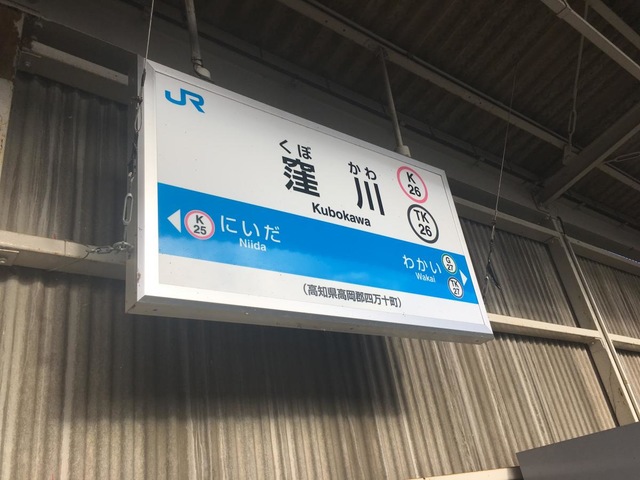 JR
くぼ かわ
窪川
Kubokawa
K
26
TK
26
K
25
にいだ
Niida
わかい
Wakai
G
27
TK
27
(高知県高岡郡四万十町)